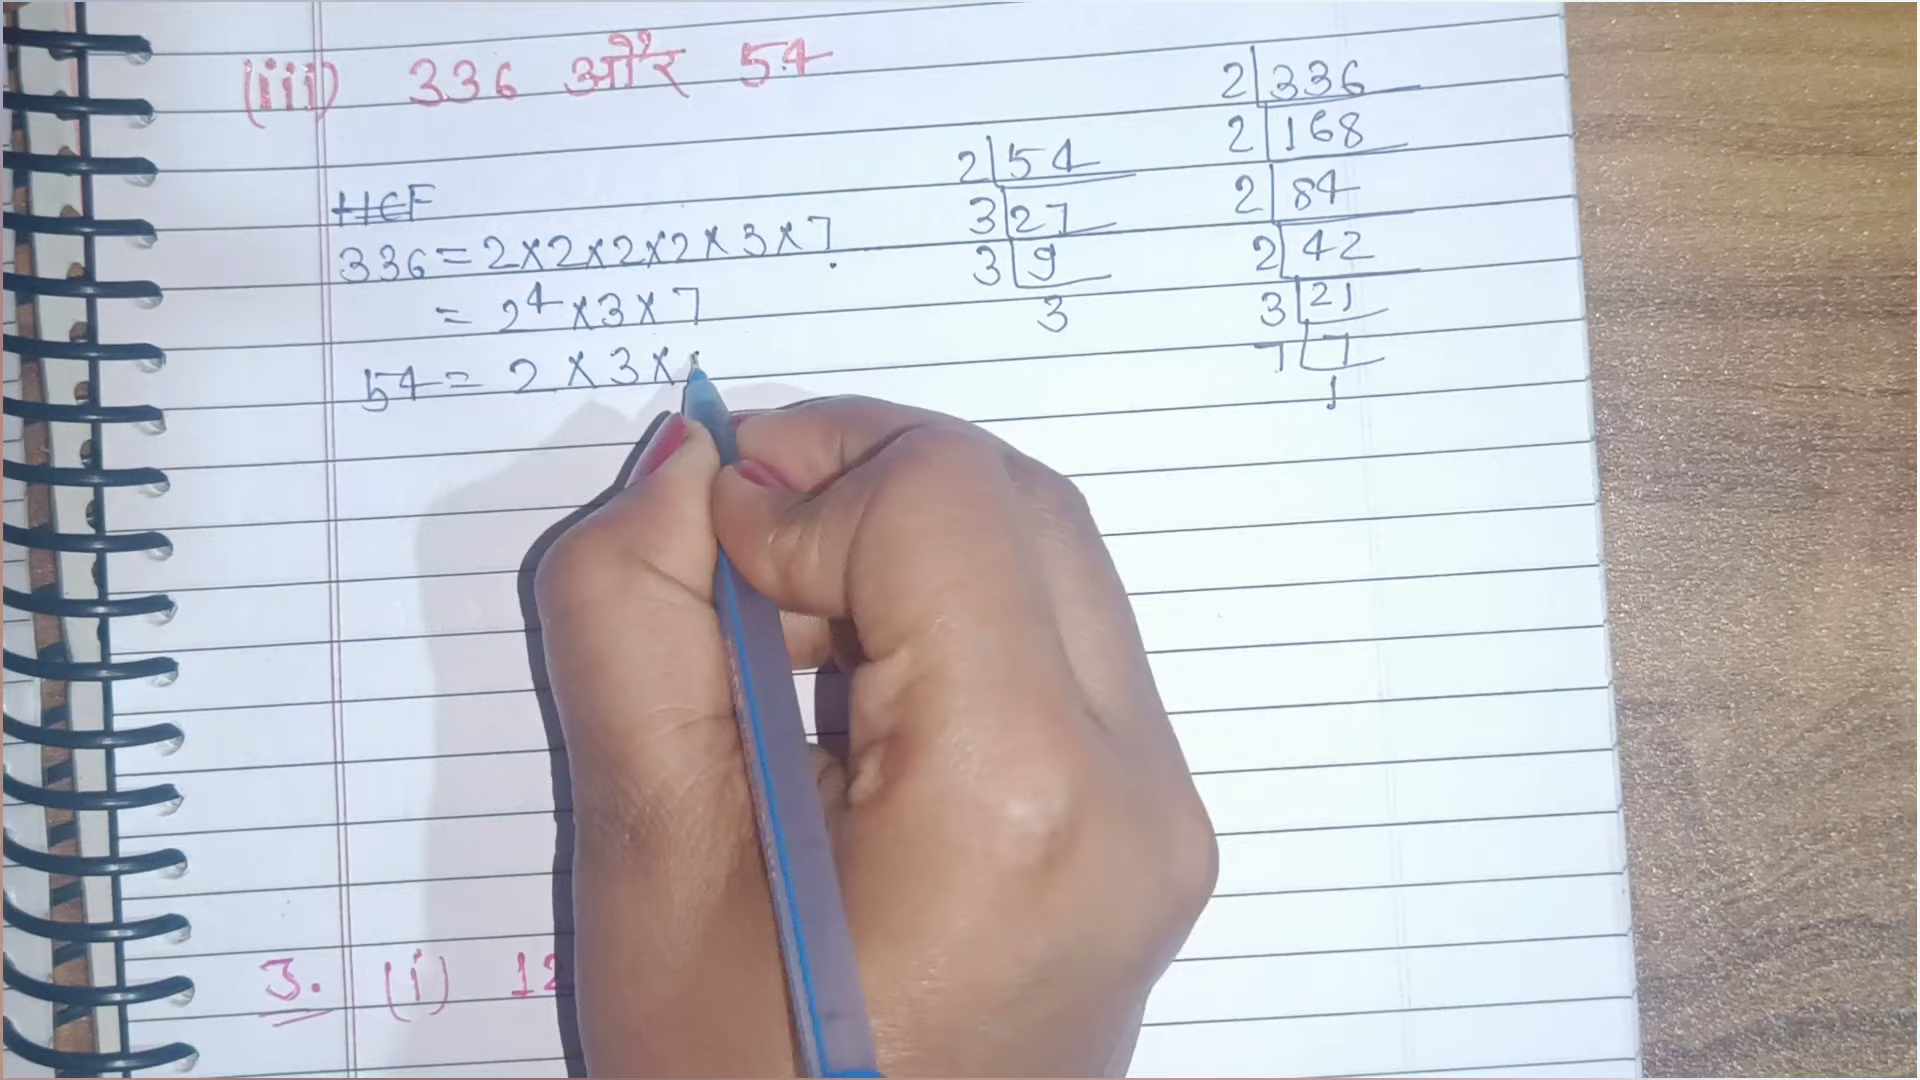 (iii) 336 और 54
HCF
336 = 2×2×2×2×3×7
= 2⁴×3×7
54 = 2×3×
2 | 54
3 | 27
3 | 9
3
2 | 336
2 | 168
2 | 84
2 | 42
3 | 21
7 | 7
1
3. (i) 12